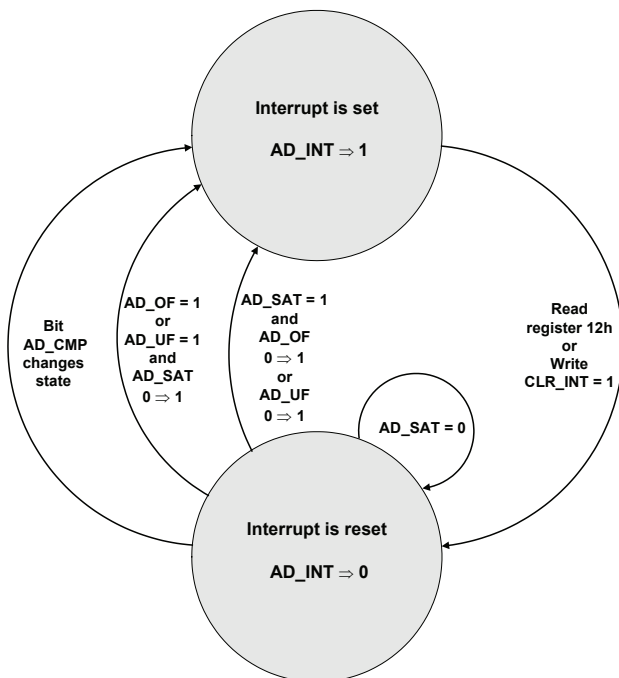 Interrupt is set
AD_INT ⇒ 1
Bit
AD_CMP
changes
state
AD_OF = 1
or
AD_UF = 1
and
AD_SAT
0 ⇒ 1
AD_SAT = 1
and
AD_OF
0 ⇒ 1
or
AD_UF
0 ⇒ 1
AD_SAT = 0
Read
register 12h
or
Write
CLR_INT = 1
Interrupt is reset
AD_INT ⇒ 0